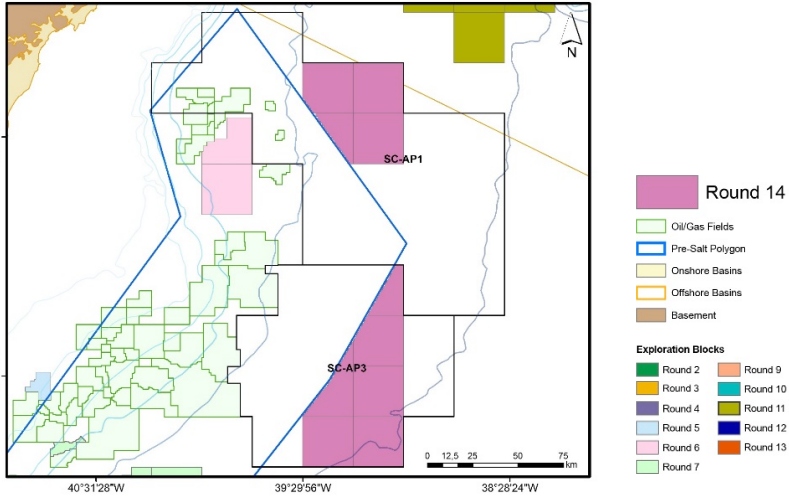 N
SC-AP1
SC-AP3
0 12,5 25 50 75
km
40°31'28"W
39°29'56"W
38°28'24"W
Round 14
Oil/Gas Fields
Pre-Salt Polygon
Onshore Basins
Offshore Basins
Basement
Exploration Blocks
Round 2
Round 9
Round 3
Round 10
Round 4
Round 11
Round 5
Round 12
Round 6
Round 13
Round 7